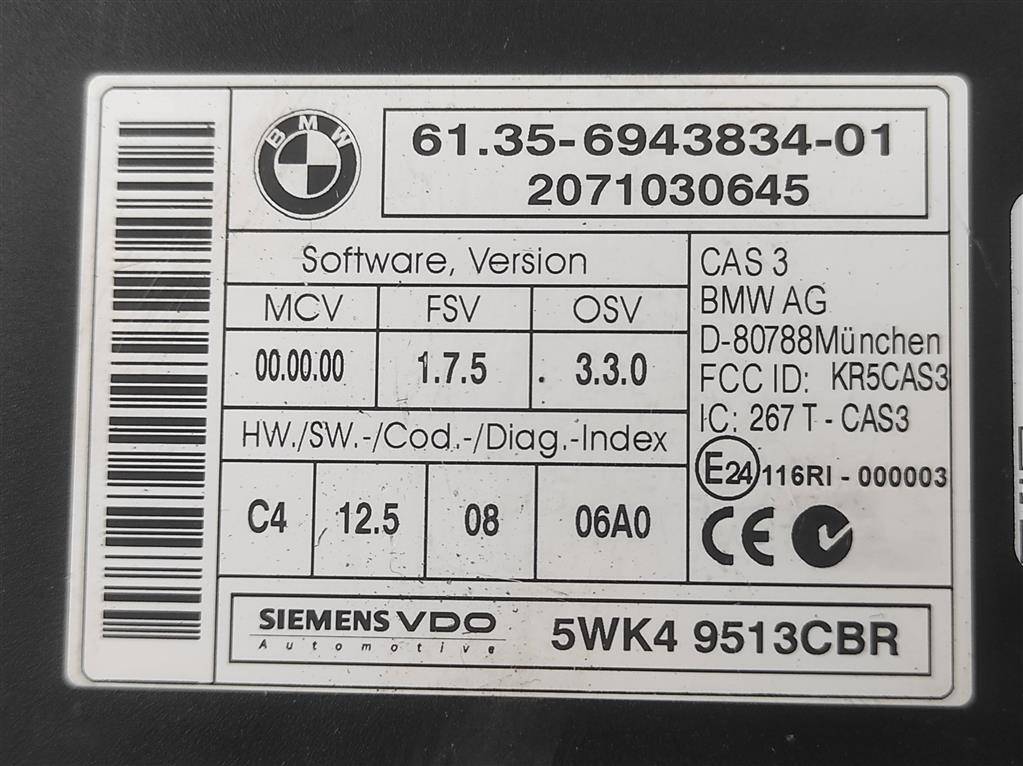 BMW
61.35-6943834-01
2071030645
Software, Version
MCV FSV OSV
00.00.00 1.7.5 . 3.3.0
HW./SW.-/Cod.-/Diag.-Index
C4 12.5 08 06A0
CAS 3
BMW AG
D-80788München
FCC ID: KR5CAS3
IC: 267 T - CAS3
E24 116RI - 000003
CE
SIEMENS VDO
Automotive
5WK4 9513CBR